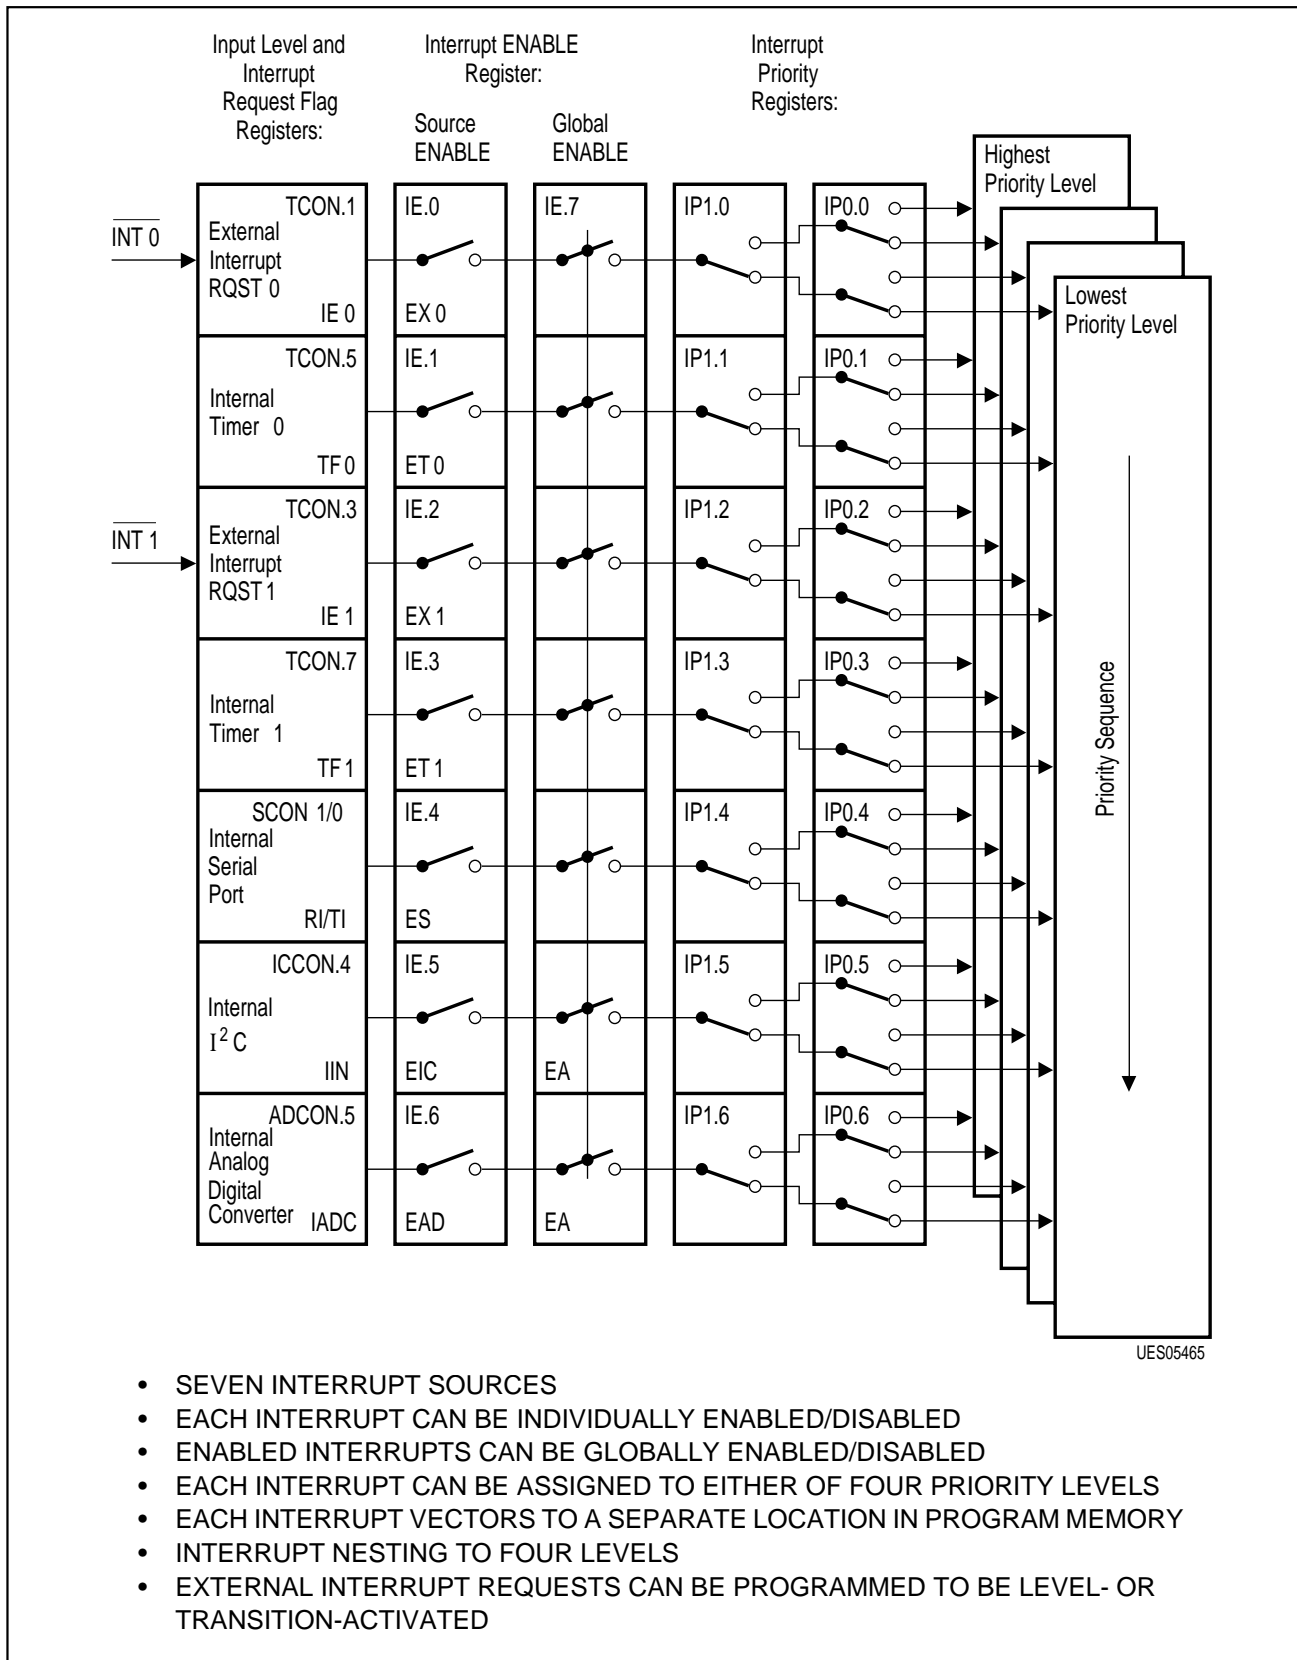 Input Level and
Interrupt
Request Flag
Registers:
Interrupt ENABLE
Register:
Source
ENABLE
Global
ENABLE
Interrupt
Priority
Registers:
Highest
Priority Level
Lowest
Priority Level
Priority Sequence
INT 0
TCON.1
External
Interrupt
RQST 0
IE 0
IE.0
EX 0
IE.7
IP1.0
IP0.0
TCON.5
Internal
Timer 0
TF 0
IE.1
ET 0
IP1.1
IP0.1
INT 1
TCON.3
External
Interrupt
RQST 1
IE 1
IE.2
EX 1
IP1.2
IP0.2
TCON.7
Internal
Timer 1
TF 1
IE.3
ET 1
IP1.3
IP0.3
SCON 1/0
Internal
Serial
Port
RI/TI
IE.4
ES
IP1.4
IP0.4
ICCON.4
Internal
I² C
IIN
IE.5
EIC
EA
IP1.5
IP0.5
ADCON.5
Internal
Analog
Digital
Converter IADC
IE.6
EAD
EA
IP1.6
IP0.6
UES05465
• SEVEN INTERRUPT SOURCES
• EACH INTERRUPT CAN BE INDIVIDUALLY ENABLED/DISABLED
• ENABLED INTERRUPTS CAN BE GLOBALLY ENABLED/DISABLED
• EACH INTERRUPT CAN BE ASSIGNED TO EITHER OF FOUR PRIORITY LEVELS
• EACH INTERRUPT VECTORS TO A SEPARATE LOCATION IN PROGRAM MEMORY
• INTERRUPT NESTING TO FOUR LEVELS
• EXTERNAL INTERRUPT REQUESTS CAN BE PROGRAMMED TO BE LEVEL- OR
TRANSITION-ACTIVATED